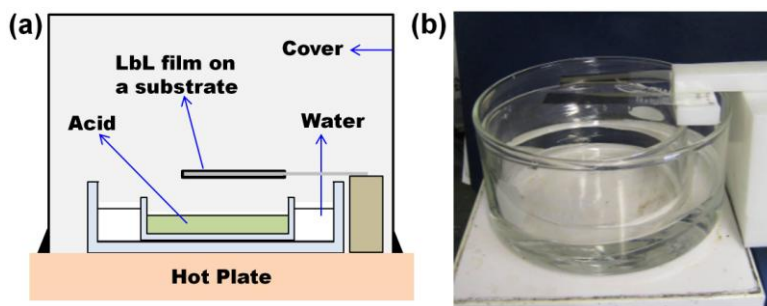 (a)
LbL film on
a substrate
Cover
Acid
Water
Hot Plate
(b)